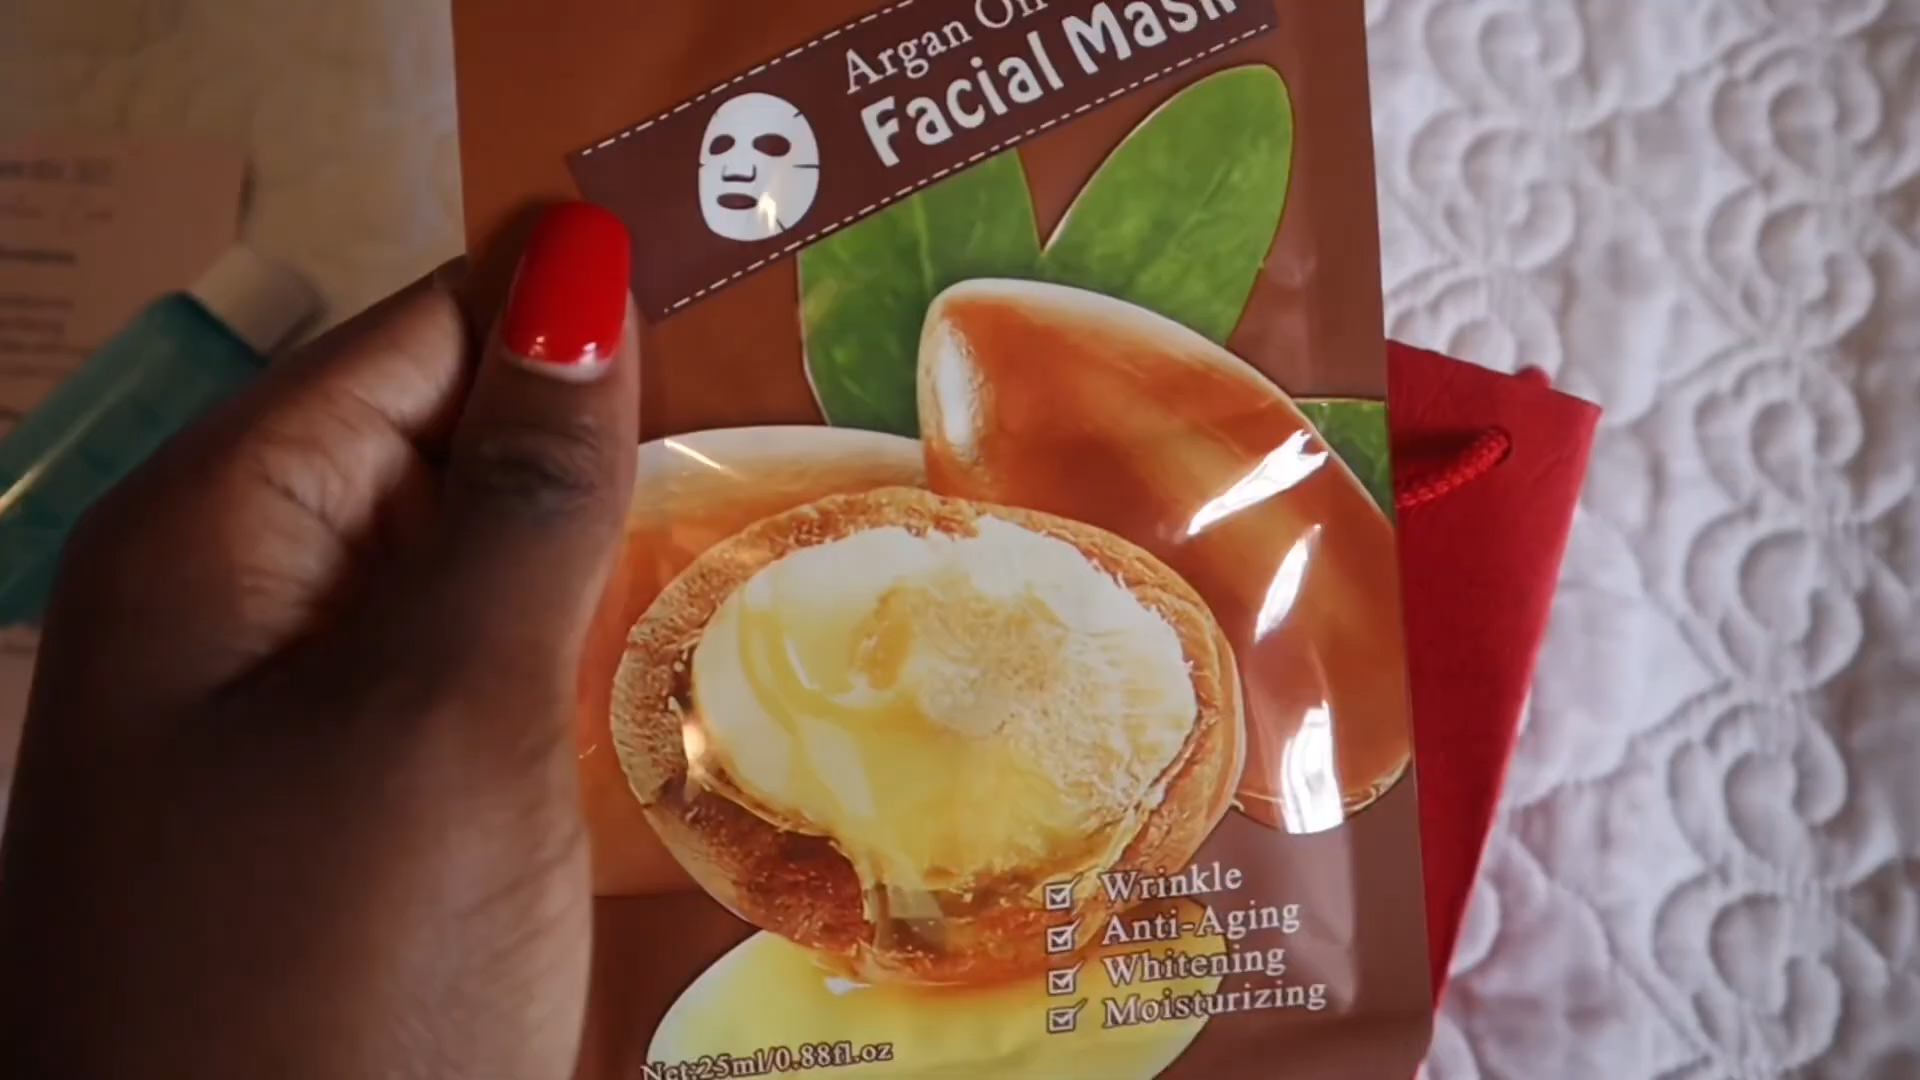 Argan Oil
Facial Mask
Wrinkle
Anti-Aging
Whitening
Moisturizing
Net:25ml/0.88fl.oz